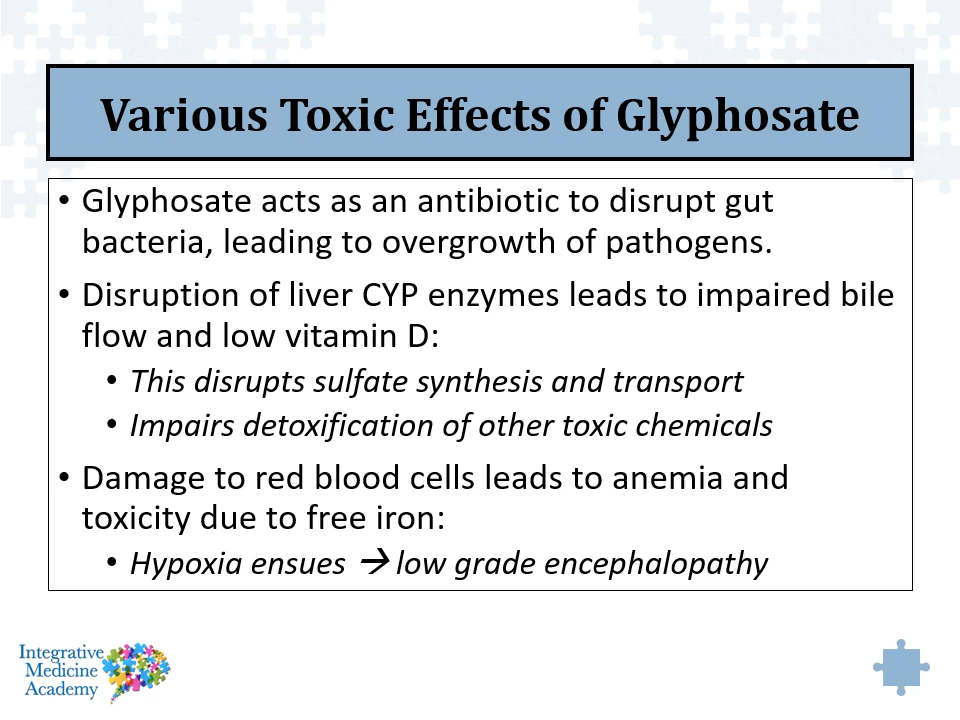 Various Toxic Effects of Glyphosate
• Glyphosate acts as an antibiotic to disrupt gut
bacteria, leading to overgrowth of pathogens.
• Disruption of liver CYP enzymes leads to impaired bile
flow and low vitamin D:
• This disrupts sulfate synthesis and transport
• Impairs detoxification of other toxic chemicals
• Damage to red blood cells leads to anemia and
toxicity due to free iron:
• Hypoxia ensues → low grade encephalopathy
Integrative
Medicine
Academy